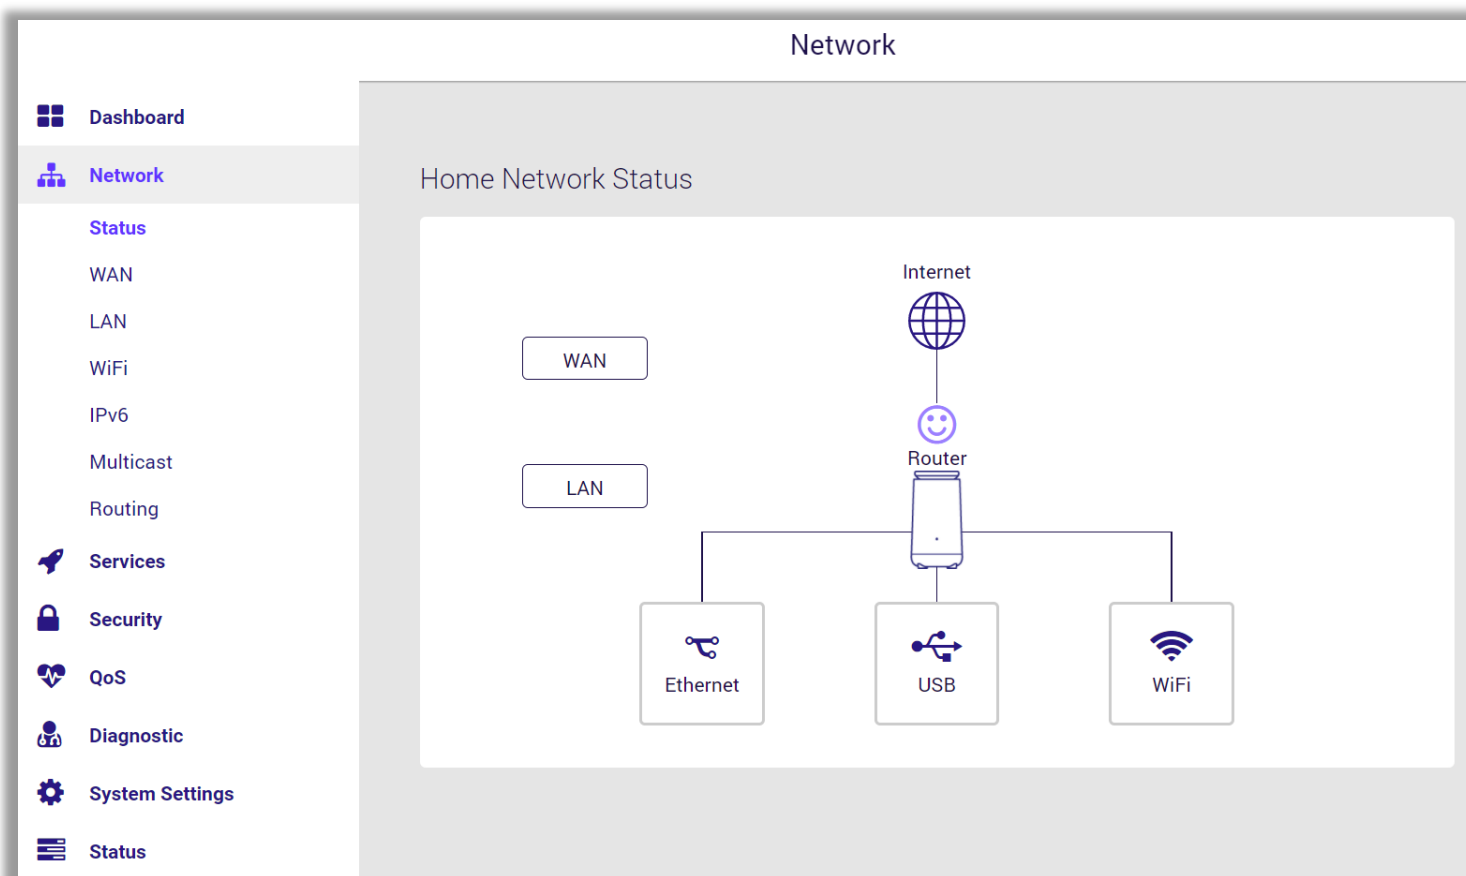 Network
Dashboard
Network
Status
WAN
LAN
WiFi
IPv6
Multicast
Routing
Services
Security
QoS
Diagnostic
System Settings
Status
Home Network Status
Internet
WAN
Router
LAN
Ethernet
USB
WiFi